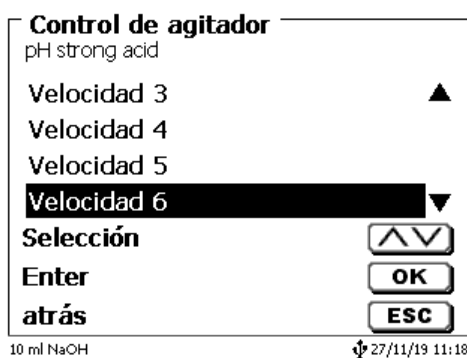 Control de agitador
pH strong acid
Velocidad 3
Velocidad 4
Velocidad 5
Velocidad 6
Selección
Enter OK
atrás ESC
10 ml NaOH 27/11/19 11:18